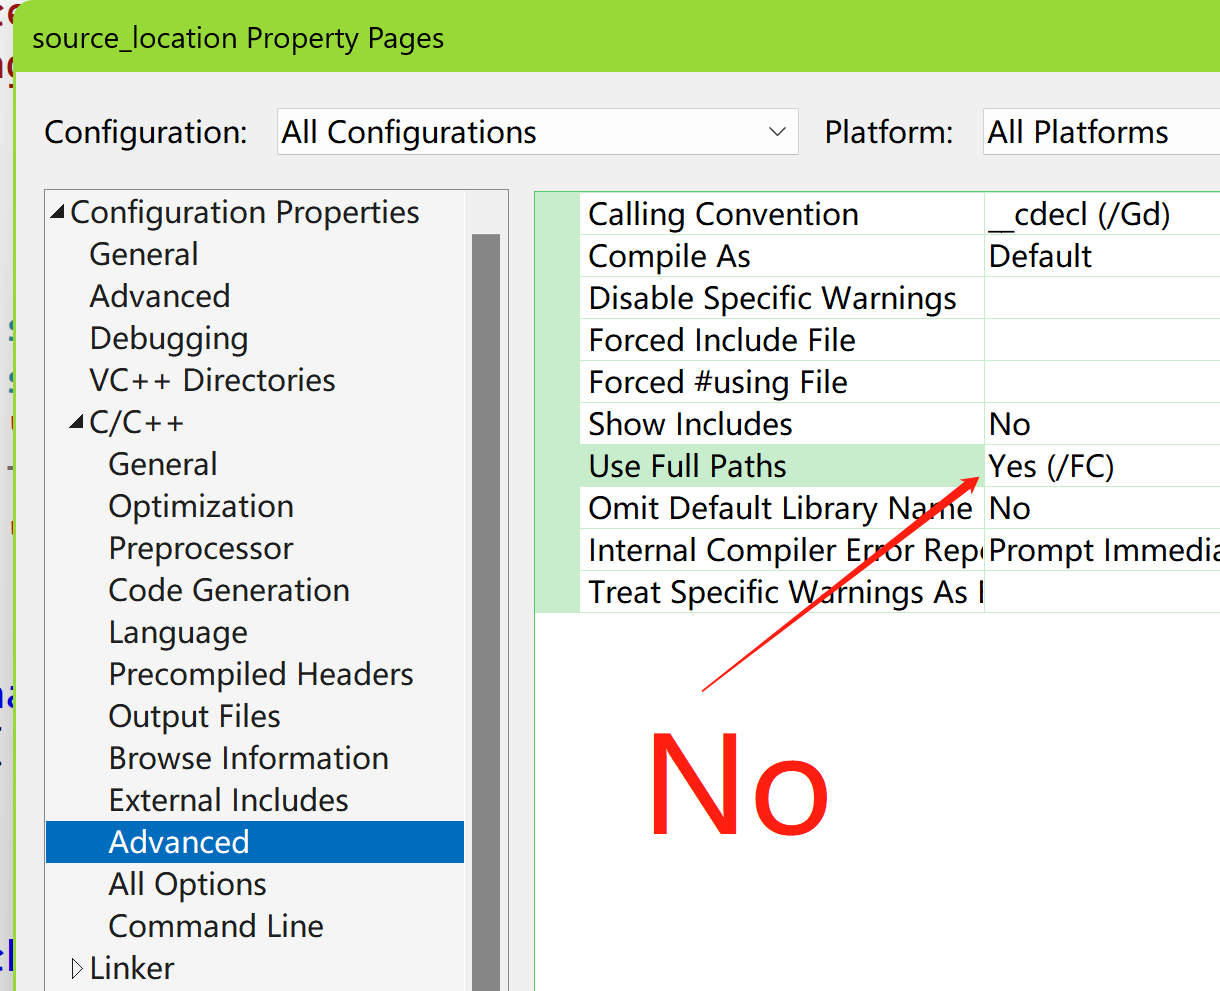 source_location Property Pages
Configuration: All Configurations Platform: All Platforms
Configuration Properties
General
Advanced
Debugging
VC++ Directories
C/C++
General
Optimization
Preprocessor
Code Generation
Language
Precompiled Headers
Output Files
Browse Information
External Includes
Advanced
All Options
Command Line
Linker
Calling Convention __cdecl (/Gd)
Compile As Default
Disable Specific Warnings
Forced Include File
Forced #using File
Show Includes No
Use Full Paths Yes (/FC)
Omit Default Library Name No
Internal Compiler Error Repo Prompt Immedia
Treat Specific Warnings As
No